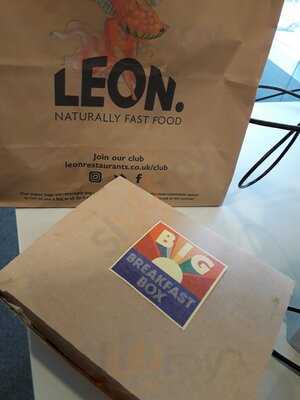 LEON.
NATURALLY FAST FOOD
Join our club
leonrestaurants.co.uk/club
BIG
BREAKFAST
BOX